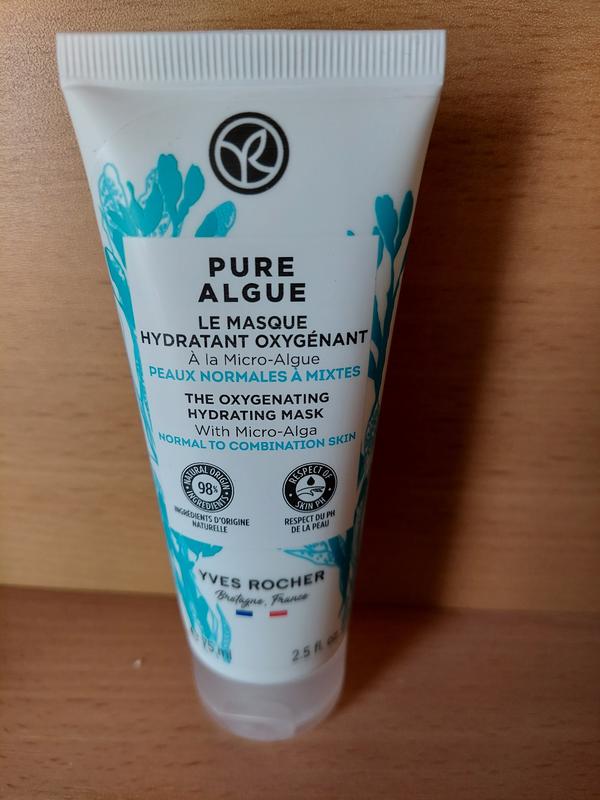 PURE
ALGUE
LE MASQUE
HYDRATANT OXYGÉNANT
À la Micro-Algue
PEAUX NORMALES À MIXTES
THE OXYGENATING
HYDRATING MASK
With Micro-Alga
NORMAL TO COMBINATION SKIN
NATURAL ORIGIN
98%
INGREDIENTS
INGRÉDIENTS D'ORIGINE
NATURELLE
RESPECT OF
SKIN PH
RESPECT DU PH
DE LA PEAU
YVES ROCHER
Bretagne, France
75 ml
2.5 fl. oz